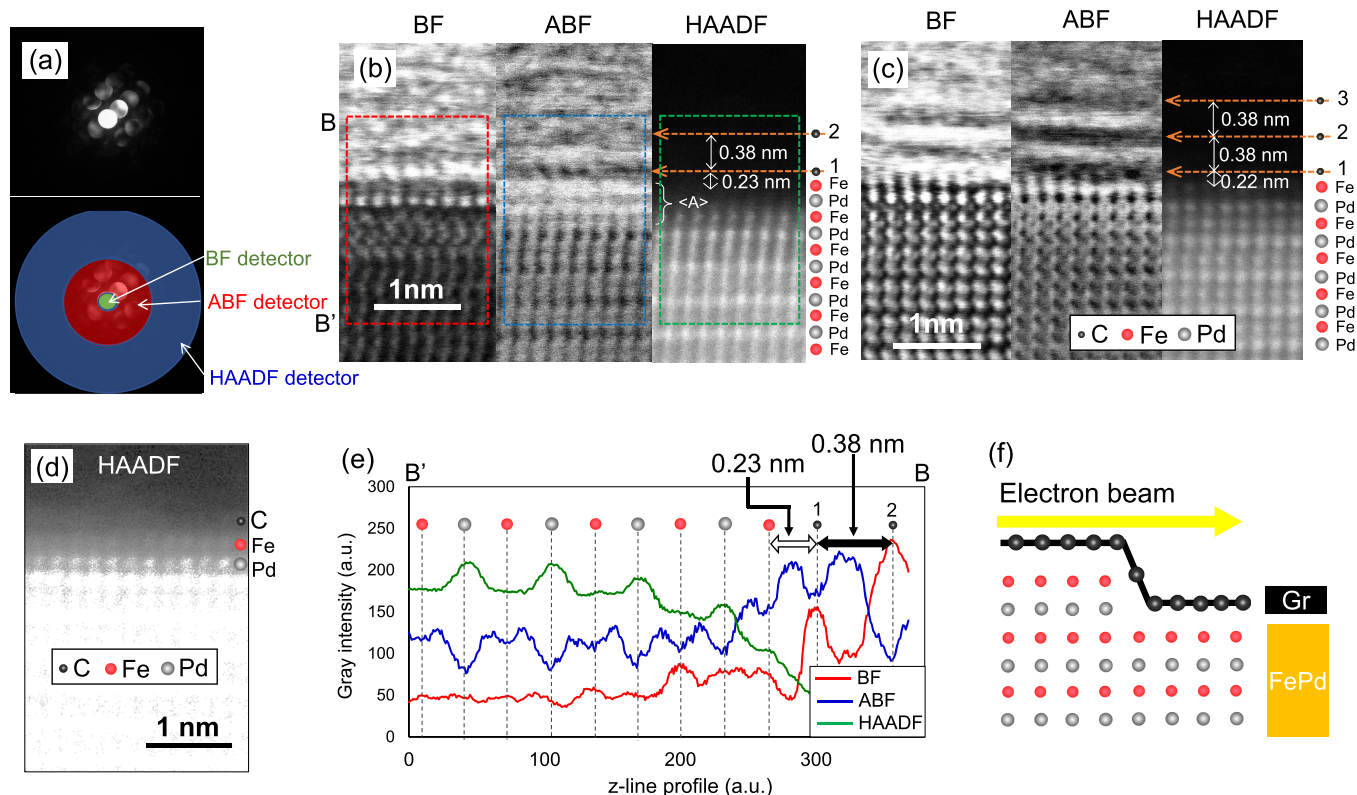 (a)
BF detector
ABF detector
HAADF detector
BF ABF HAADF
(b)
B
2
0.38 nm
1
0.23 nm
<A>
B'
1nm
Fe
Pd
Fe
Pd
Fe
Pd
Fe
Pd
Fe
Pd
Fe
BF ABF HAADF
(c)
3
0.38 nm
2
0.38 nm
1
0.22 nm
1nm
C Fe Pd
Fe
Pd
Fe
Pd
Fe
Pd
Fe
Pd
Fe
Pd
(d) HAADF
C
Fe
Pd
C Fe Pd
1 nm
(e)
B'
0.23 nm
0.38 nm
B
1
2
Gray intensity (a.u.)
300
250
200
150
100
50
0
BF
ABF
HAADF
0 100 200 300
z-line profile (a.u.)
(f)
Electron beam
Gr
FePd